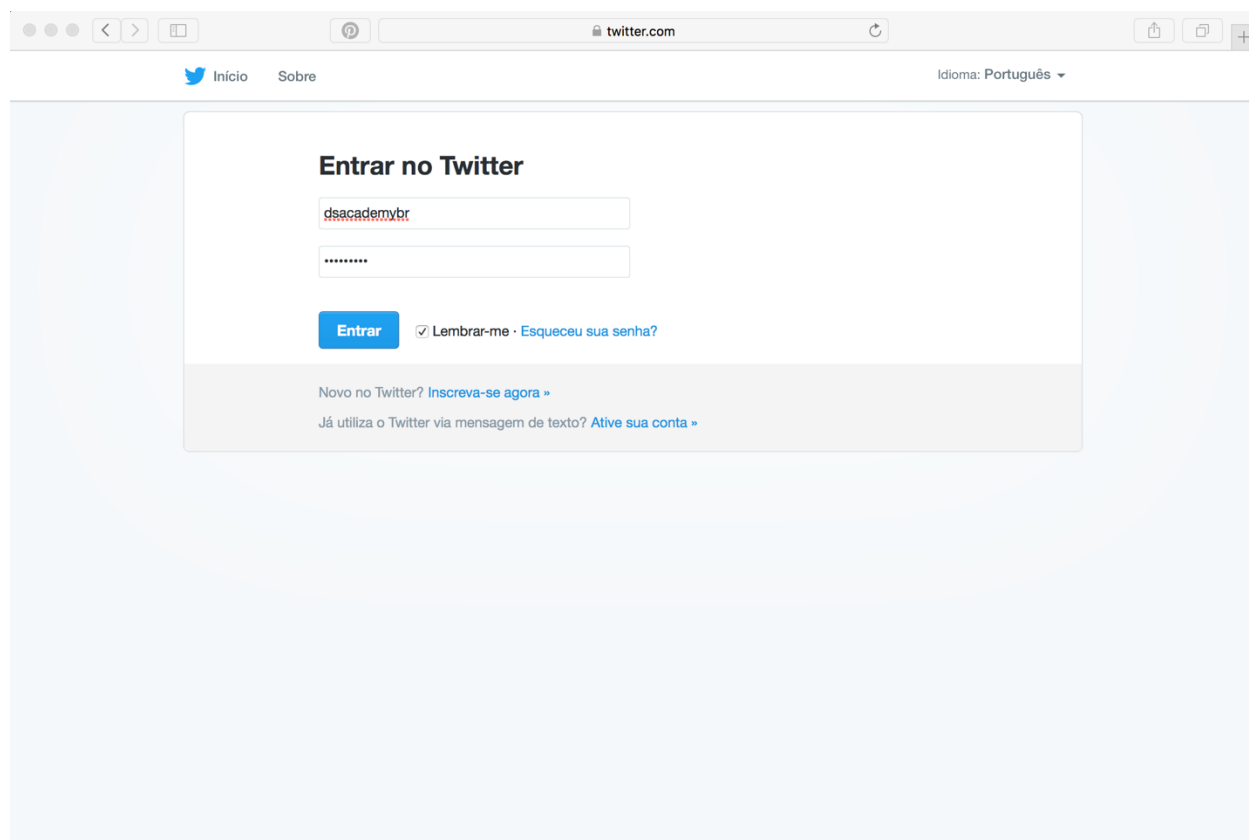 twitter.com
Início Sobre Idioma: Português
Entrar no Twitter
dsacademybr
•••••••••
Entrar Lembrar-me · Esqueceu sua senha?
Novo no Twitter? Inscreva-se agora »
Já utiliza o Twitter via mensagem de texto? Ative sua conta »